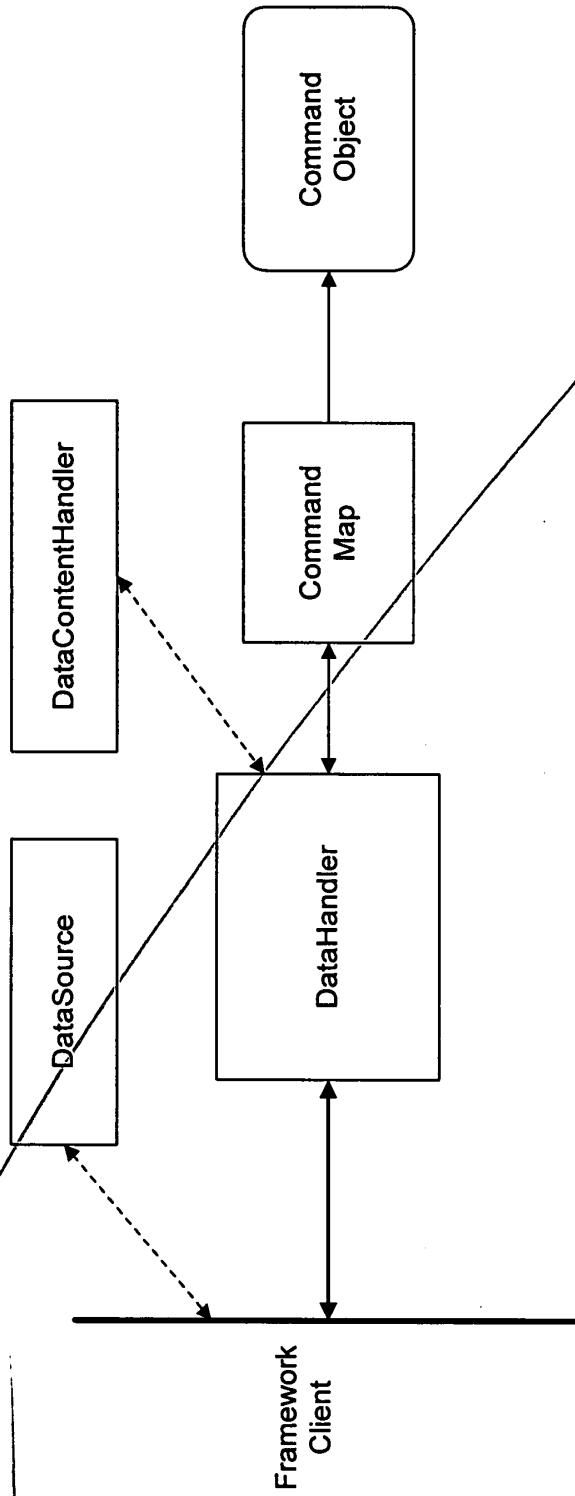 DataSource
DataContentHandler
Framework
Client
DataHandler
Command
Map
Command
Object